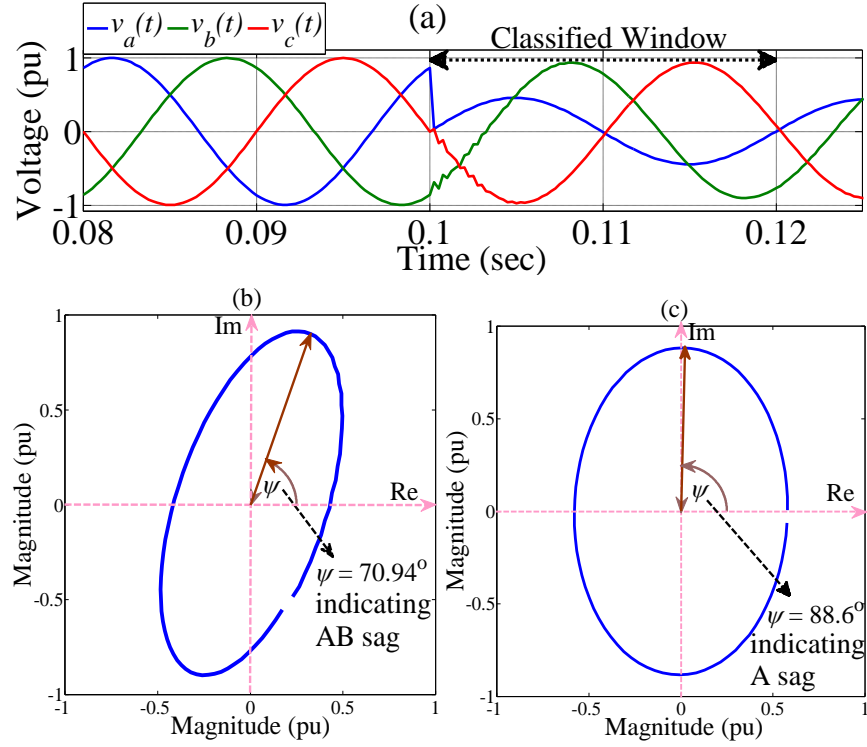 (a)
v_a(t) v_b(t) v_c(t)
Classified Window
Voltage (pu)
1
0
-1
0.08 0.09 0.1 0.11 0.12
Time (sec)
(b)
Im
Re
1
0.5
0
-0.5
-1
-1 -0.5 0 0.5 1
Magnitude (pu)
Magnitude (pu)
ψ
ψ = 70.94°
indicating
AB sag
(c)
Im
Re
1
0.5
0
-0.5
-1
-1 -0.5 0 0.5 1
Magnitude (pu)
Magnitude (pu)
ψ
ψ = 88.6°
indicating
A sag